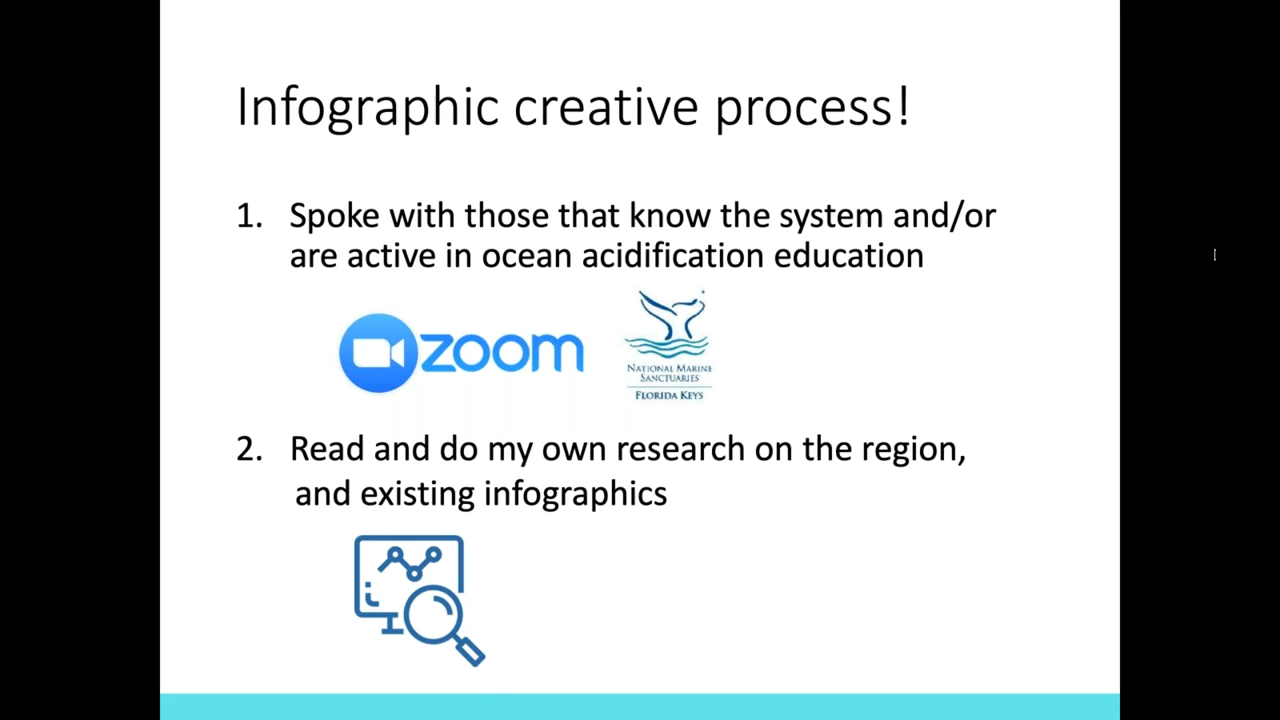 Infographic creative process!
1. Spoke with those that know the system and/or
are active in ocean acidification education
zoom
NATIONAL MARINE
SANCTUARIES
FLORIDA KEYS
2. Read and do my own research on the region,
and existing infographics